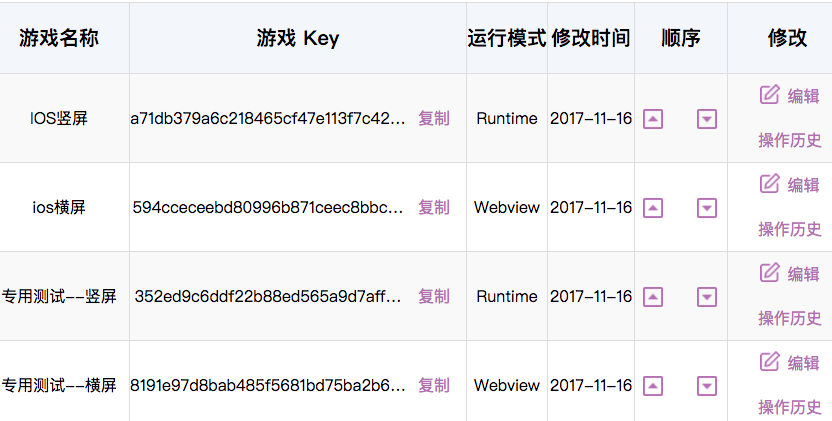 游戏名称 游戏 Key 运行模式 修改时间 顺序 修改
IOS竖屏 a71db379a6c218465cf47e113f7c42... 复制 Runtime 2017-11-16 编辑
操作历史
ios横屏 594cceceebd80996b871ceec8bbc... 复制 Webview 2017-11-16 编辑
操作历史
专用测试--竖屏 352ed9c6ddf22b88ed565a9d7aff... 复制 Runtime 2017-11-16 编辑
操作历史
专用测试--横屏 8191e97d8bab485f5681bd75ba2b6... 复制 Webview 2017-11-16 编辑
操作历史